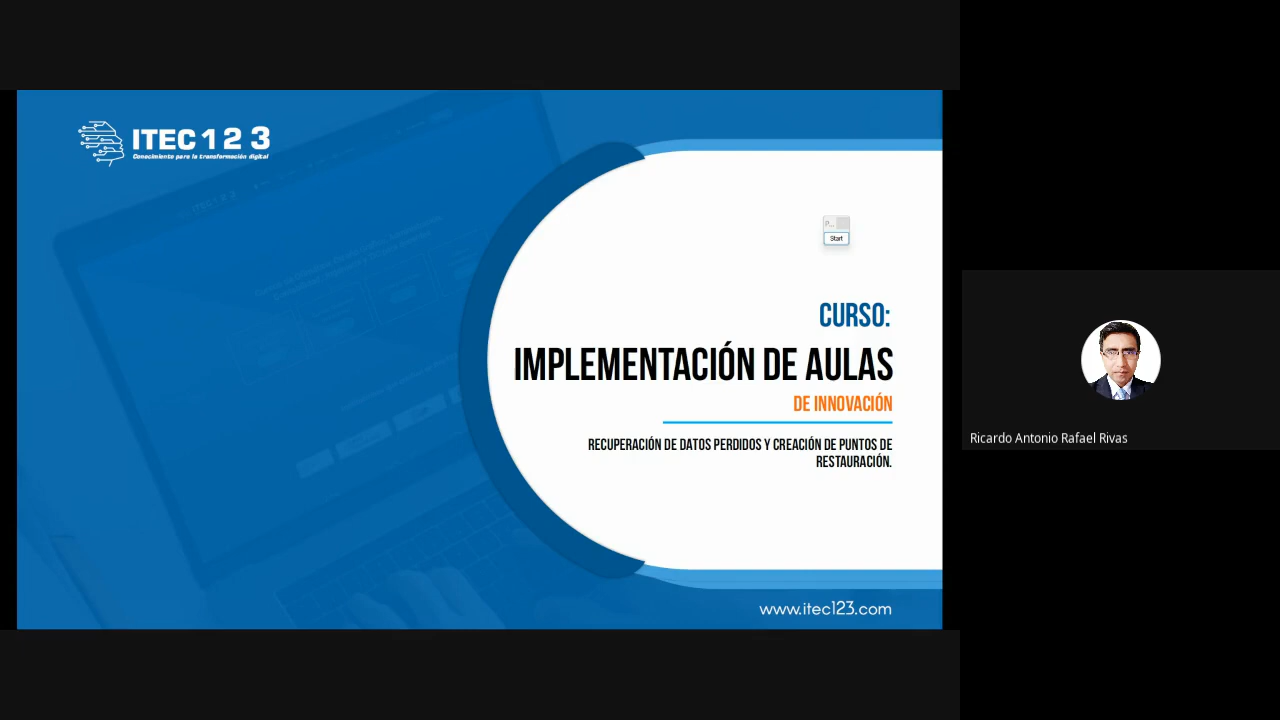 ITEC 1 2 3
Conocimiento para la transformación digital
P...
Start
CURSO:
IMPLEMENTACIÓN DE AULAS
DE INNOVACIÓN
RECUPERACIÓN DE DATOS PERDIDOS Y CREACIÓN DE PUNTOS DE
RESTAURACIÓN.
Ricardo Antonio Rafael Rivas
www.itec123.com